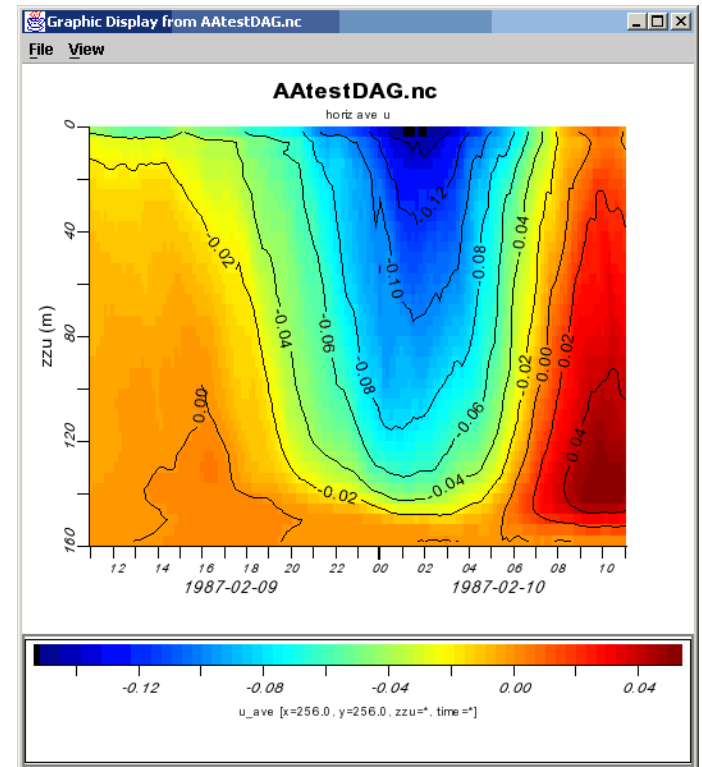 Graphic Display from AAtestDAG.nc
File View
AAtestDAG.nc
horiz ave u
0
40
80
120
160
zzu (m)
-0.02
-0.04
-0.06
-0.08
-0.10
-0.12
-0.08
-0.04
-0.02
0.00
0.02
0.04
-0.06
-0.04
-0.02
0.00
12 14 16 18 20 22 00 02 04 06 08 10
1987-02-09 1987-02-10
-0.12 -0.08 -0.04 0.00 0.04
u_ave [x=256.0, y=256.0, zzu=*, time=*]